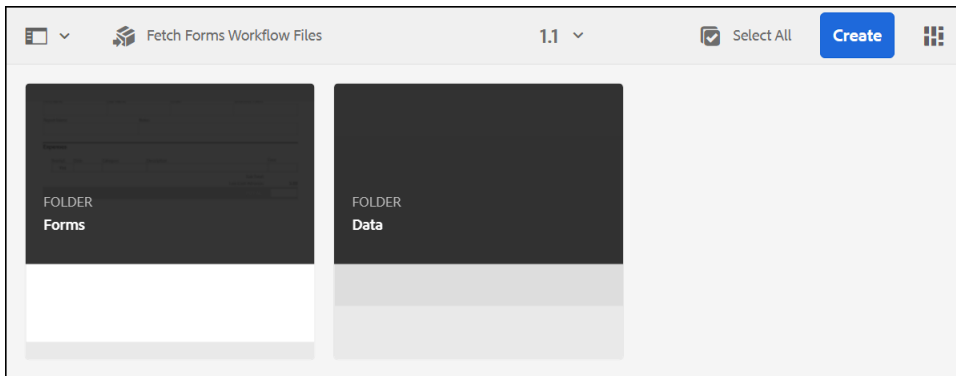 Fetch Forms Workflow Files
1.1
Select All
Create
FOLDER
Forms
FOLDER
Data